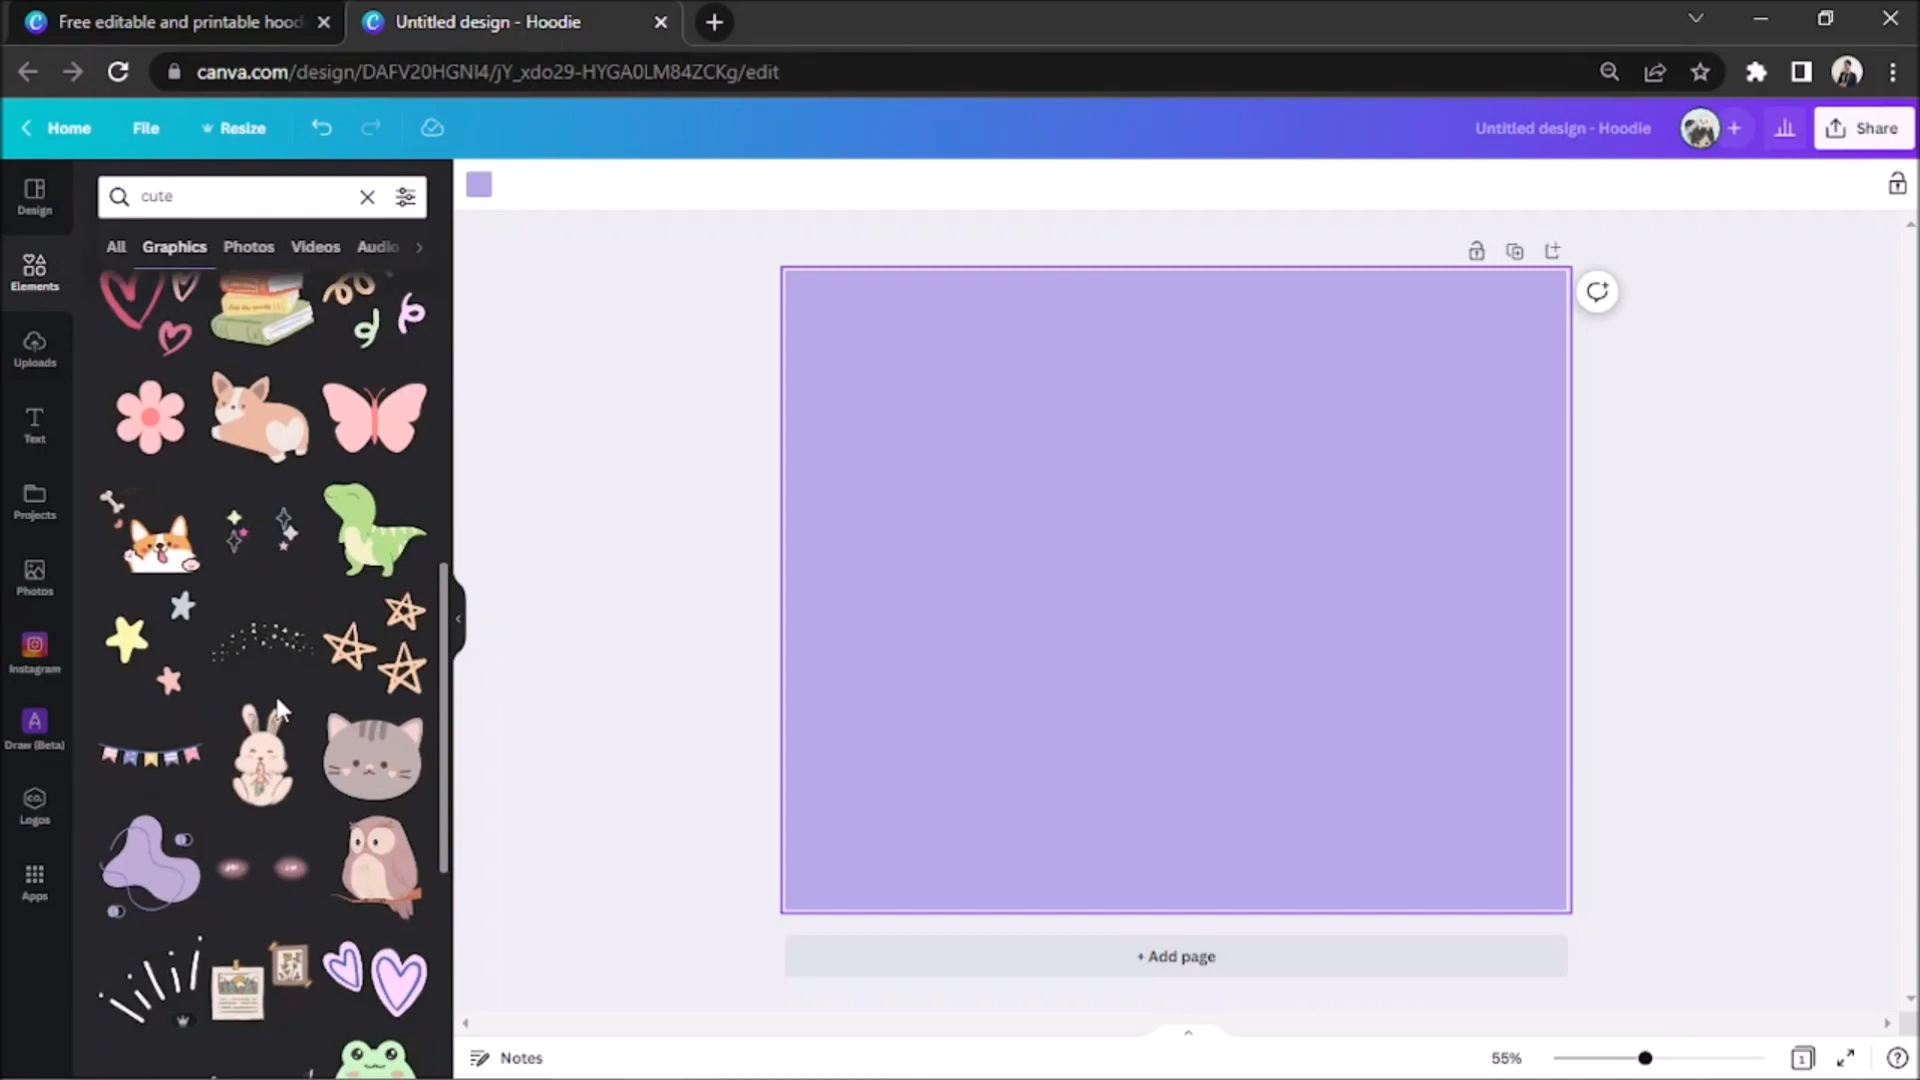 Free editable and printable hood
Untitled design - Hoodie
canva.com/design/DAFV20HGNI4/jY_xdo29-HYGA0LM84ZCKg/edit
Home
File
Resize
Untitled design - Hoodie
Share
Design
Elements
Uploads
Text
Projects
Photos
Instagram
Draw (Beta)
Logos
Apps
cute
All
Graphics
Photos
Videos
Audio
+ Add page
Notes
55%
1